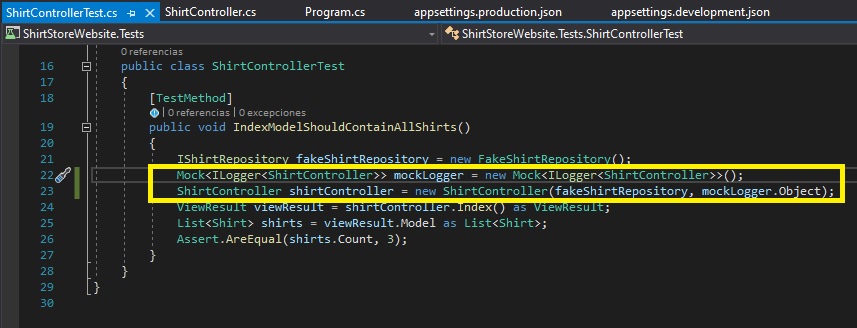 ShirtControllerTest.cs ShirtController.cs Program.cs appsettings.production.json appsettings.development.json
ShirtStoreWebsite.Tests ShirtStoreWebsite.Tests.ShirtControllerTest
0 referencias
16 public class ShirtControllerTest
17 {
18 [TestMethod]
| 0 referencias | 0 excepciones
19 public void IndexModelShouldContainAllShirts()
20 {
21 IShirtRepository fakeShirtRepository = new FakeShirtRepository();
22 Mock<ILogger<ShirtController>> mockLogger = new Mock<ILogger<ShirtController>>();
23 ShirtController shirtController = new ShirtController(fakeShirtRepository, mockLogger.Object);
24 ViewResult viewResult = shirtController.Index() as ViewResult;
25 List<Shirt> shirts = viewResult.Model as List<Shirt>;
26 Assert.AreEqual(shirts.Count, 3);
27 }
28 }
29 }
30